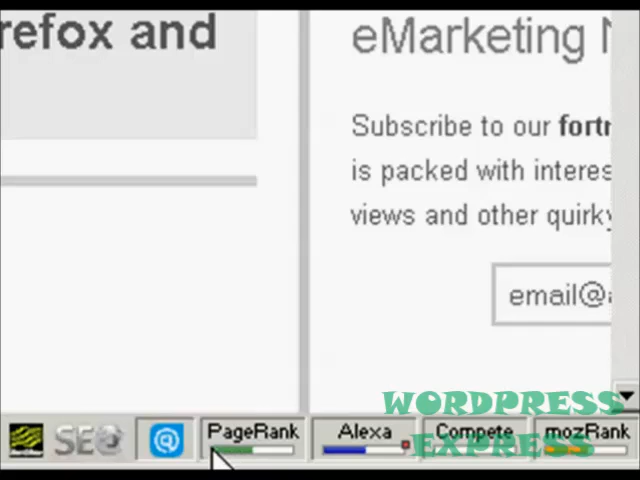 refox and
eMarketing N
Subscribe to our fortn
is packed with interes
views and other quirky
email@a
SEO
PageRank
Alexa
Compete
mozRank
WORDPRESS
EXPRESS